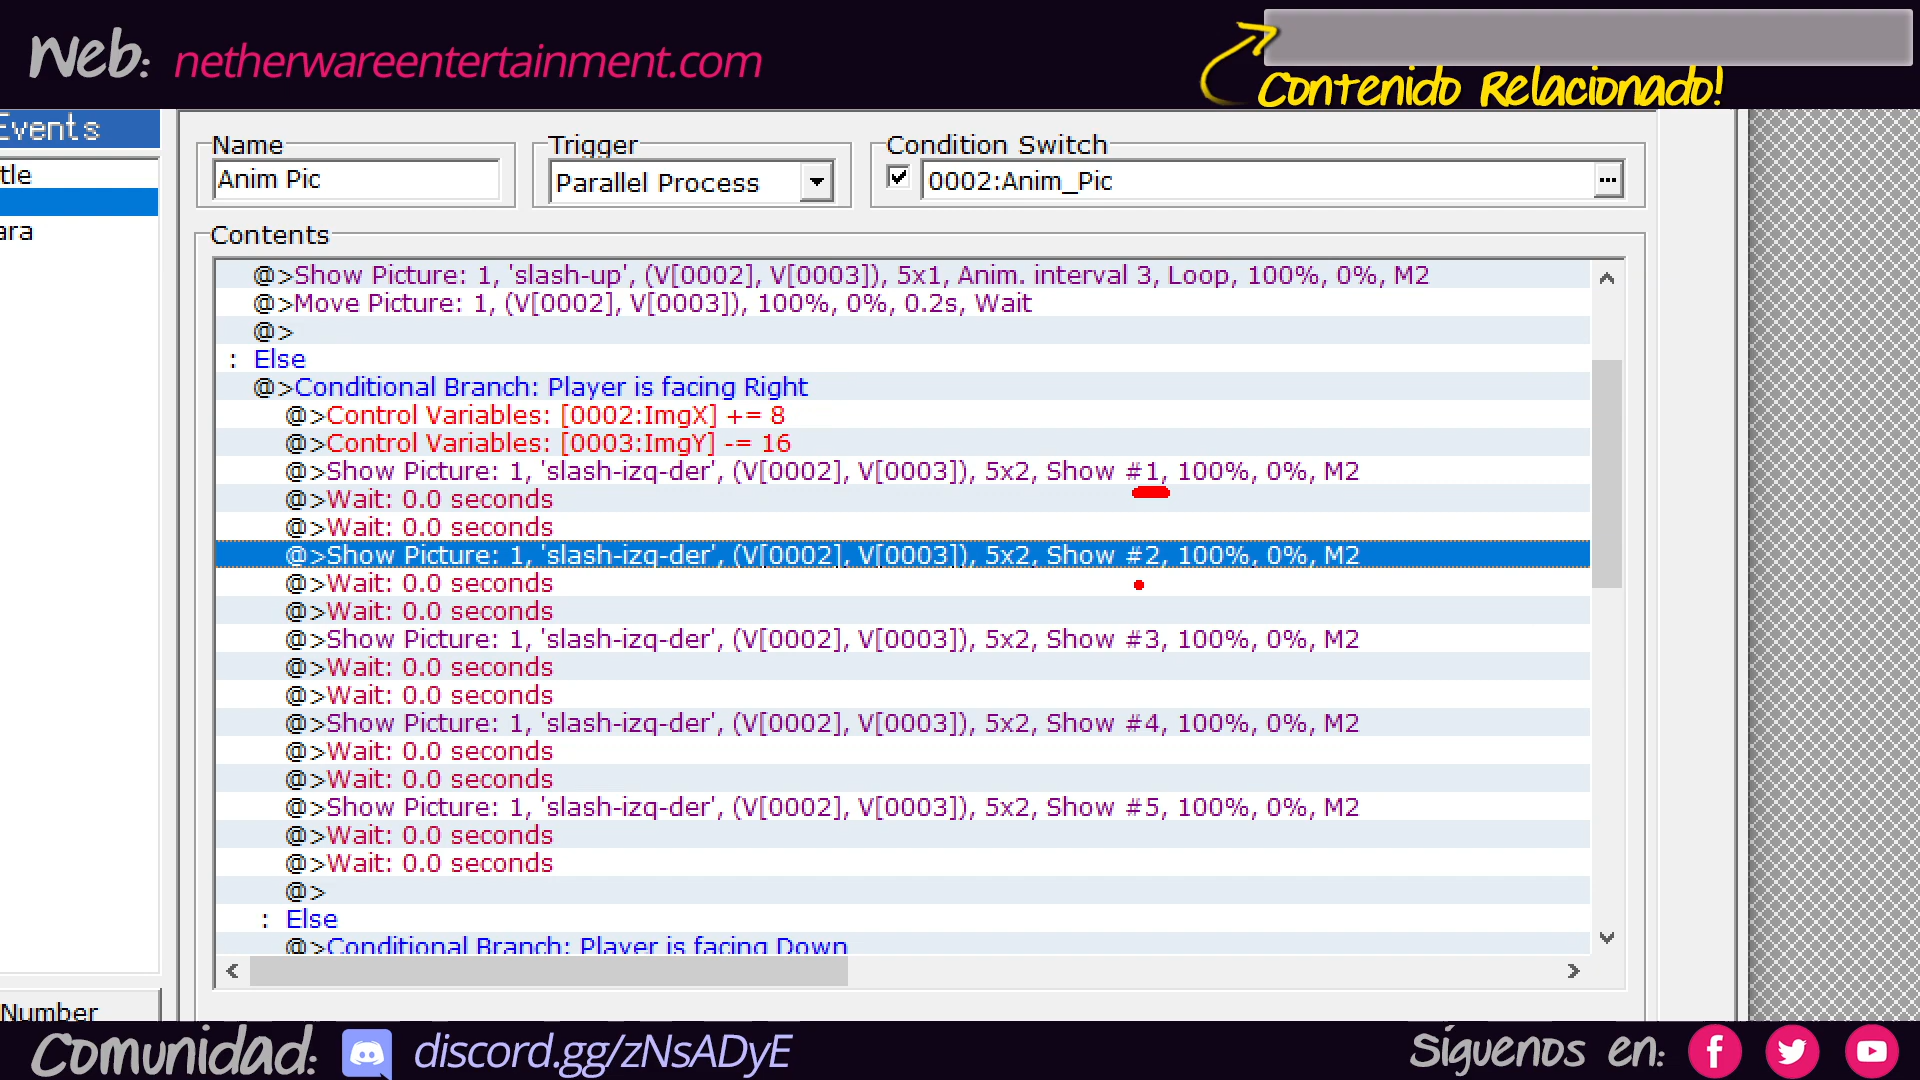 Web: netherwareentertainment.com
Contenido Relacionado!
Events
Name
Trigger
Condition Switch
tle
Anim Pic
Parallel Process
0002:Anim_Pic
...
ara
Contents
@>Show Picture: 1, 'slash-up', (V[0002], V[0003]), 5x1, Anim. interval 3, Loop, 100%, 0%, M2
@>Move Picture: 1, (V[0002], V[0003]), 100%, 0%, 0.2s, Wait
@>
: Else
@>Conditional Branch: Player is facing Right
@>Control Variables: [0002:ImgX] += 8
@>Control Variables: [0003:ImgY] -= 16
@>Show Picture: 1, 'slash-izq-der', (V[0002], V[0003]), 5x2, Show #1, 100%, 0%, M2
@>Wait: 0.0 seconds
@>Wait: 0.0 seconds
@>Show Picture: 1, 'slash-izq-der', (V[0002], V[0003]), 5x2, Show #2, 100%, 0%, M2
@>Wait: 0.0 seconds
@>Wait: 0.0 seconds
@>Show Picture: 1, 'slash-izq-der', (V[0002], V[0003]), 5x2, Show #3, 100%, 0%, M2
@>Wait: 0.0 seconds
@>Wait: 0.0 seconds
@>Show Picture: 1, 'slash-izq-der', (V[0002], V[0003]), 5x2, Show #4, 100%, 0%, M2
@>Wait: 0.0 seconds
@>Wait: 0.0 seconds
@>Show Picture: 1, 'slash-izq-der', (V[0002], V[0003]), 5x2, Show #5, 100%, 0%, M2
@>Wait: 0.0 seconds
@>Wait: 0.0 seconds
@>
: Else
@>Conditional Branch: Player is facing Down
Number
Comunidad: discord.gg/zNsADyE
Síguenos en: